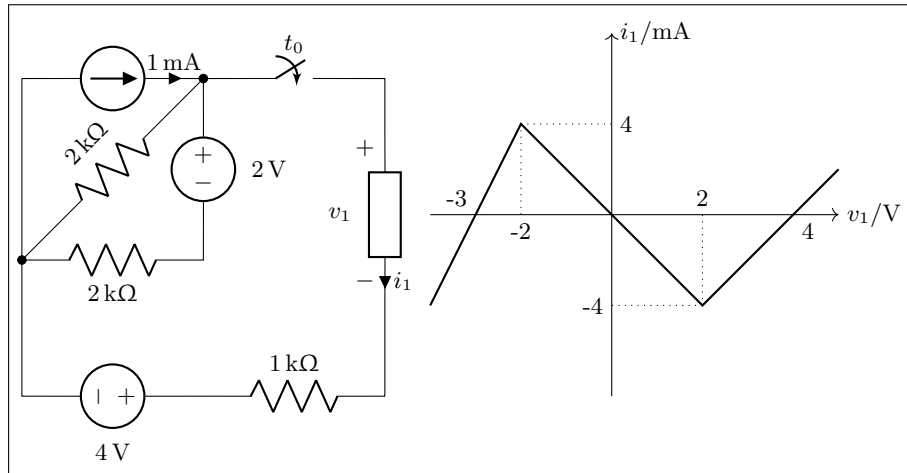 t₀
i₁/mA
1 mA
4
2 kΩ
+
−
2 V
+
v₁
−
i₁
-3
-2
2
4
v₁/V
-4
2 kΩ
1 kΩ
− +
4 V